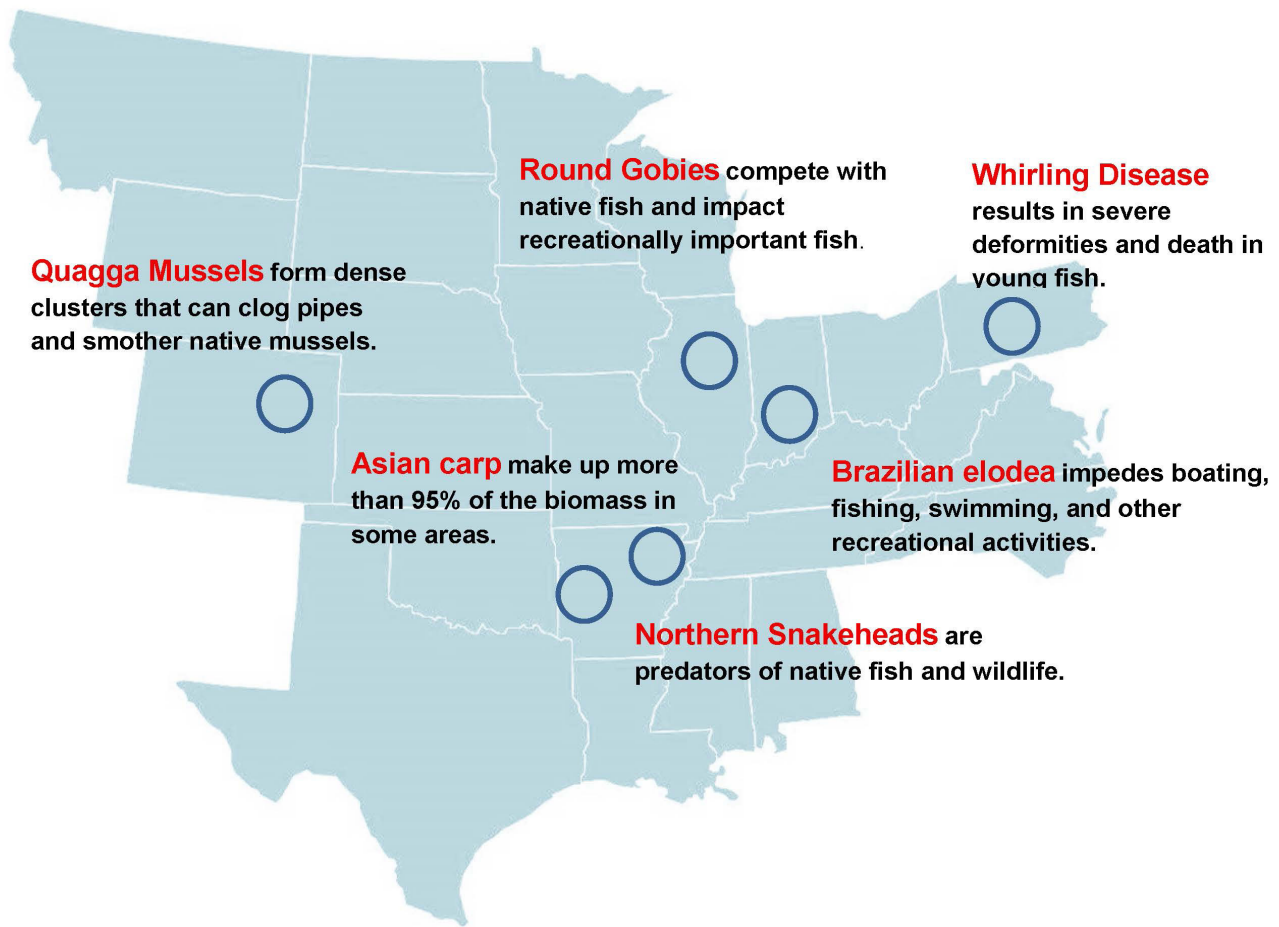 Round Gobies compete with
native fish and impact
recreationally important fish.
Whirling Disease
results in severe
deformities and death in
young fish.
Quagga Mussels form dense
clusters that can clog pipes
and smother native mussels.
Asian carp make up more
than 95% of the biomass in
some areas.
Brazilian elodea impedes boating,
fishing, swimming, and other
recreational activities.
Northern Snakeheads are
predators of native fish and wildlife.